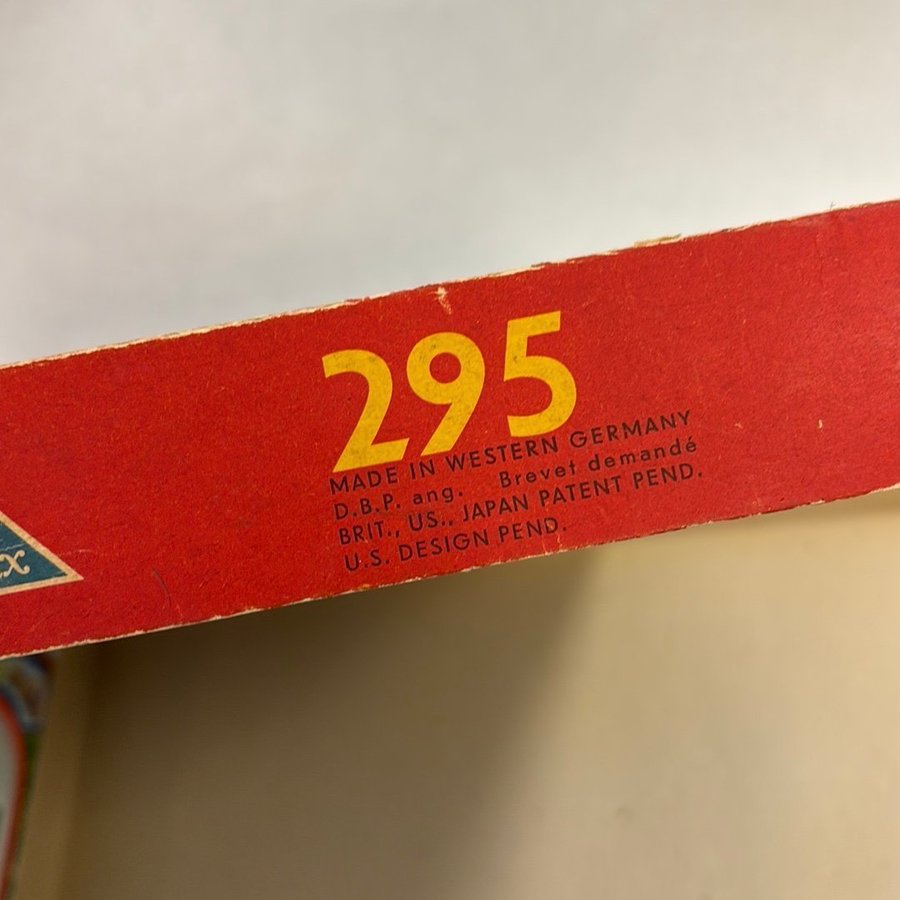 295
MADE IN WESTERN GERMANY
D.B.P. ang. Brevet demandé
BRIT., US., JAPAN PATENT PEND.
U.S. DESIGN PEND.